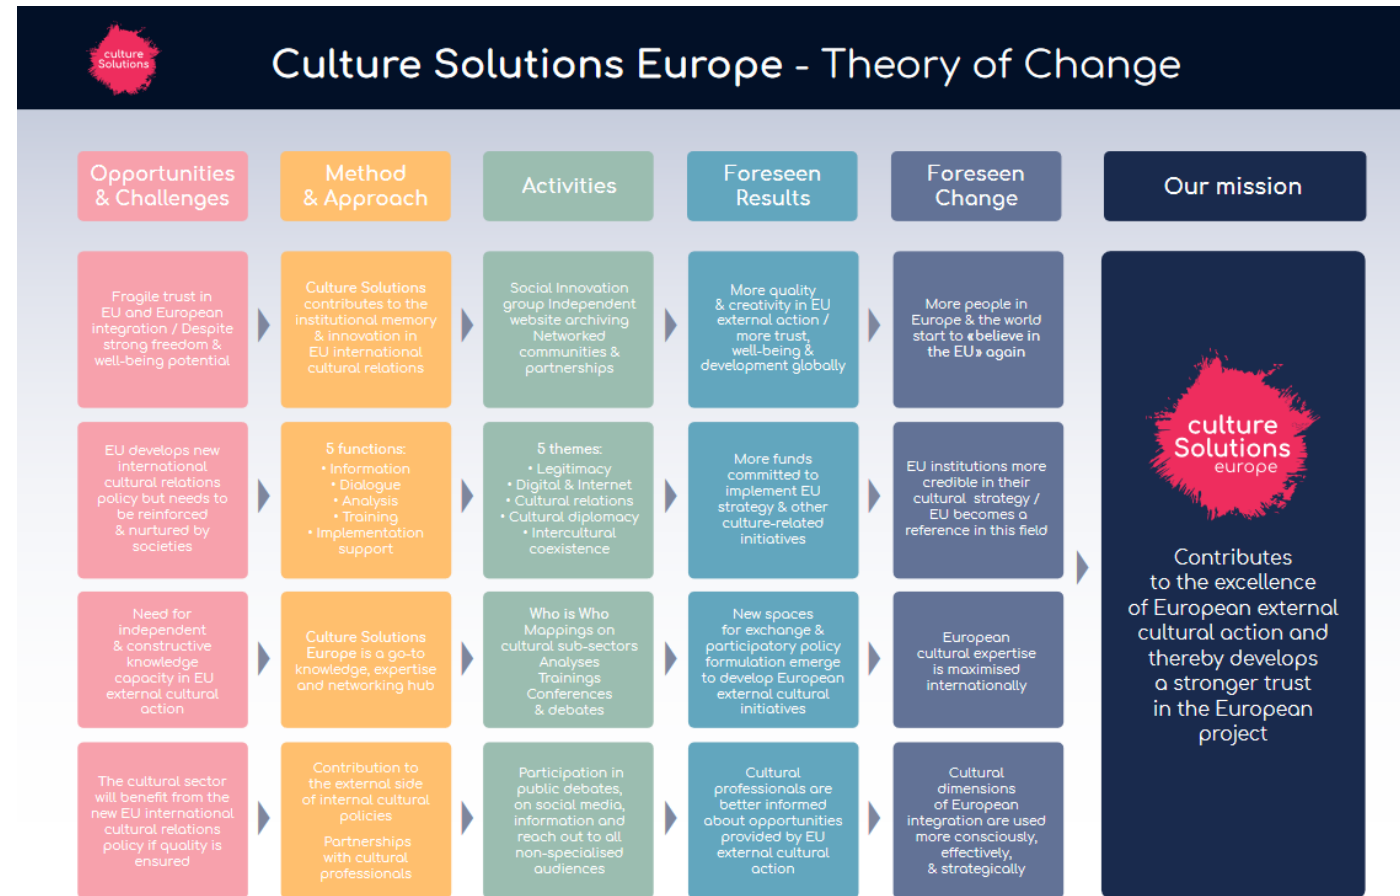 culture
Solutions
Culture Solutions Europe - Theory of Change
Opportunities
& Challenges
Method
& Approach
Activities
Foreseen
Results
Foreseen
Change
Our mission
Fragile trust in
EU and European
integration / Despite
strong freedom &
well-being potential
Culture Solutions
contributes to the
institutional memory
& innovation in
EU international
cultural relations
Social Innovation
group Independent
website archiving
Networked
communities &
partnerships
More quality
& creativity in EU
external action /
more trust,
well-being &
development globally
More people in
Europe & the world
start to «believe in
the EU» again
EU develops new
international
cultural relations
policy but needs to
be reinforced
& nurtured by
societies
5 functions:
• Information
• Dialogue
• Analysis
• Training
• Implementation
support
5 themes:
• Legitimacy
• Digital & Internet
• Cultural relations
• Cultural diplomacy
• Intercultural
coexistence
More funds
committed to
implement EU
strategy & other
culture-related
initiatives
EU institutions more
credible in their
cultural strategy /
EU becomes a
reference in this field
Need for
independent
& constructive
knowledge
capacity in EU
external cultural
action
Culture Solutions
Europe is a go-to
knowledge, expertise
and networking hub
Who is Who
Mappings on
cultural sub-sectors
Analyses
Trainings
Conferences
& debates
New spaces
for exchange &
participatory policy
formulation emerge
to develop European
external cultural
initiatives
European
cultural expertise
is maximised
internationally
The cultural sector
will benefit from the
new EU international
cultural relations
policy if quality is
ensured
Contribution to
the external side
of internal cultural
policies
Partnerships
with cultural
professionals
Participation in
public debates,
on social media,
information and
reach out to all
non-specialised
audiences
Cultural
professionals are
better informed
about opportunities
provided by EU
external cultural
action
Cultural
dimensions
of European
integration are used
more consciously,
effectively,
& strategically
culture
Solutions
europe
Contributes
to the excellence
of European external
cultural action and
thereby develops
a stronger trust
in the European
project